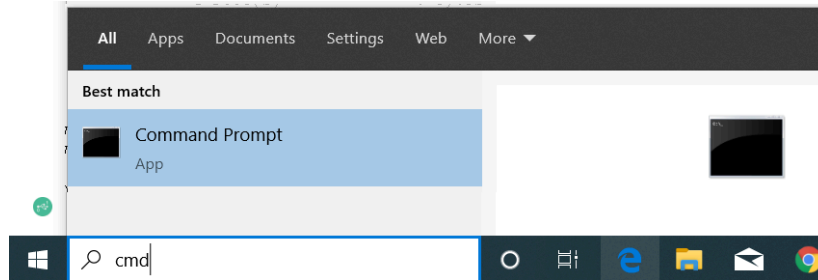 All Apps Documents Settings Web More
Best match
Command Prompt
App
cmd